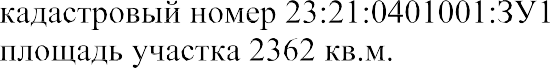 кадастровый номер 23:21:0401001:ЗУ1
площадь участка 2362 кв.м.